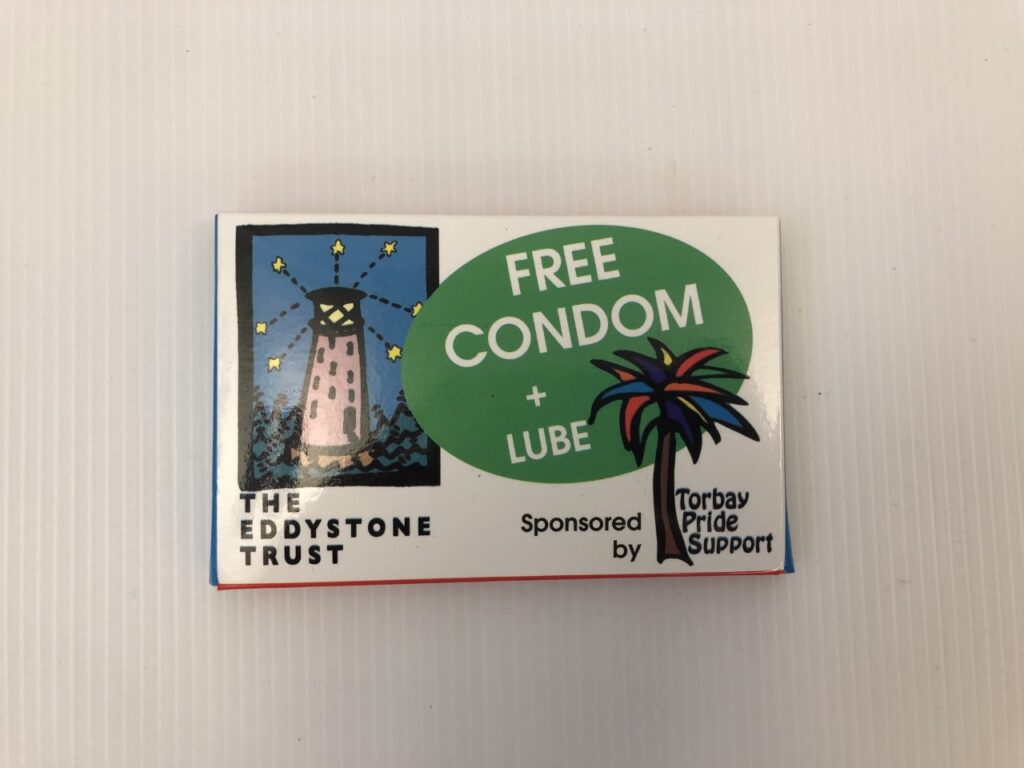 THE
EDDYSTONE
TRUST
FREE
CONDOM
+
LUBE
Sponsored
by
Torbay
Pride
Support